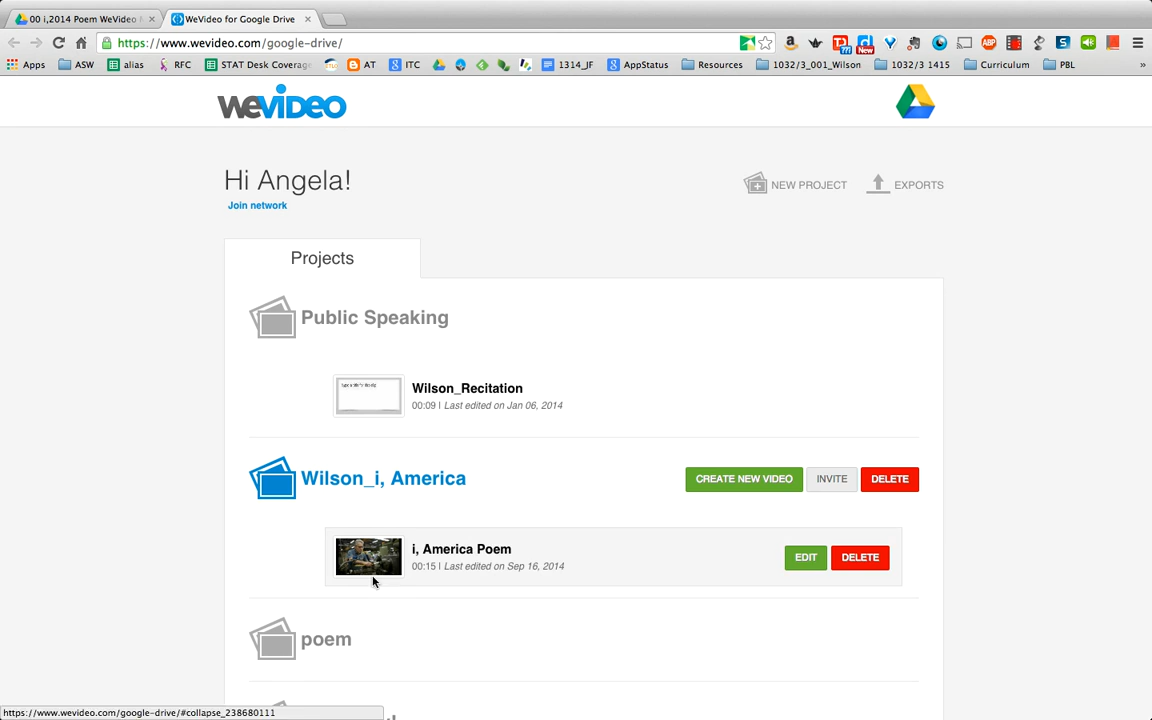 00 i,2014 Poem WeVideo
WeVideo for Google Drive
https://www.wevideo.com/google-drive/
Apps ASW alias RFC STAT Desk Coverage AT ITC 1314_JF AppStatus Resources 1032/3_001_Wilson 1032/3 1415 Curriculum PBL »
wevideo
Hi Angela!
Join network
NEW PROJECT EXPORTS
Projects
Public Speaking
Wilson_Recitation
00:09 | Last edited on Jan 06, 2014
Wilson_i, America
CREATE NEW VIDEO INVITE DELETE
i, America Poem
00:15 | Last edited on Sep 16, 2014
EDIT DELETE
poem
https://www.wevideo.com/google-drive/#collapse_238680111